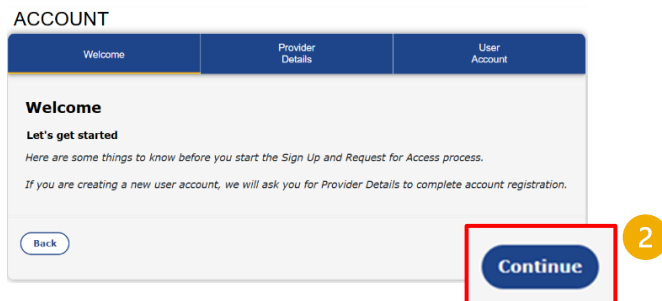 ACCOUNT
Welcome
Provider
Details
User
Account
Welcome
Let's get started
Here are some things to know before you start the Sign Up and Request for Access process.
If you are creating a new user account, we will ask you for Provider Details to complete account registration.
Back
Continue
2